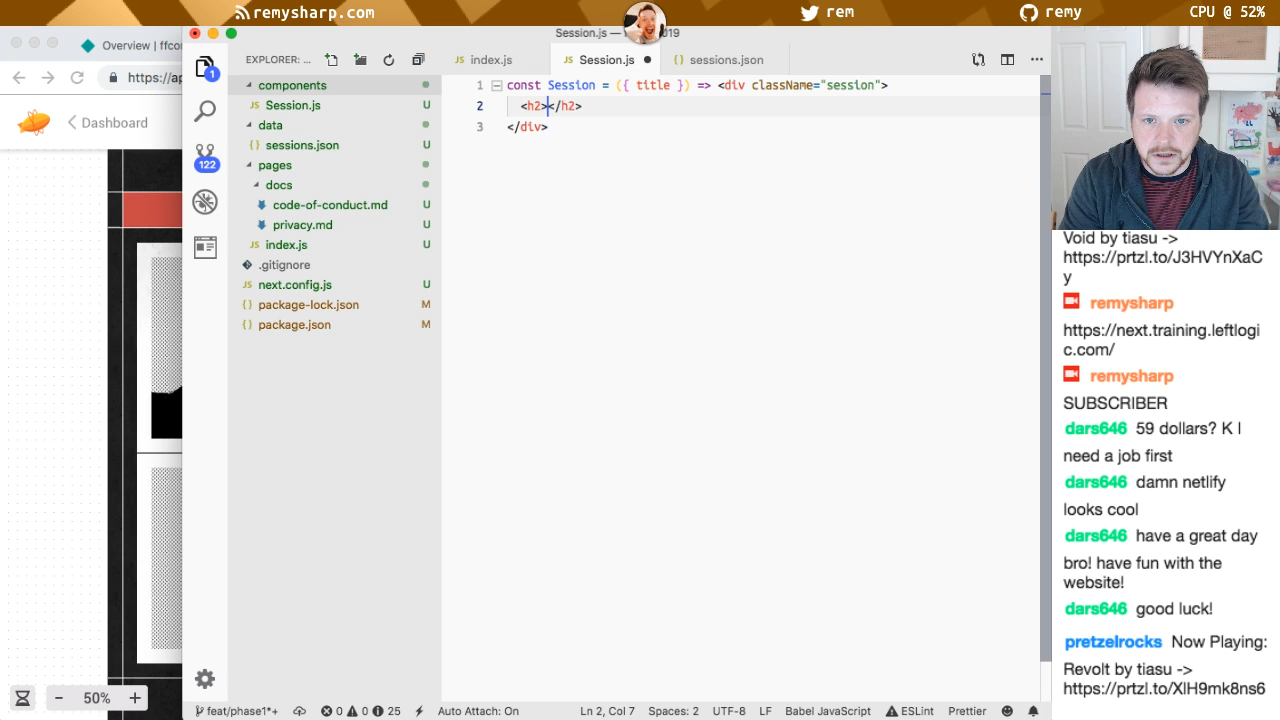 remysharp.com
rem
remy
CPU @ 52%
Overview | ffco
https://ap
Dashboard
50%
Session.js —
019
EXPLORER: ...
1
122
components
Session.js U
data
sessions.json U
pages
docs
code-of-conduct.md U
privacy.md U
index.js U
.gitignore
next.config.js U
package-lock.json M
package.json M
index.js
Session.js
sessions.json
1 const Session = ({ title }) => <div className="session">
2 <h2></h2>
3 </div>
feat/phase1*+
0
0
25
Auto Attach: On
Ln 2, Col 7
Spaces: 2
UTF-8
LF
Babel JavaScript
ESLint
Prettier
Void by tiasu ->
https://prtzl.to/J3HVYnXaC
y
remysharp
https://next.training.leftlogi
c.com/
remysharp
SUBSCRIBER
dars646 59 dollars? K I
need a job first
dars646 damn netlify
looks cool
dars646 have a great day
bro! have fun with the
website!
dars646 good luck!
pretzelrocks Now Playing:
Revolt by tiasu ->
https://prtzl.to/XlH9mk8ns6